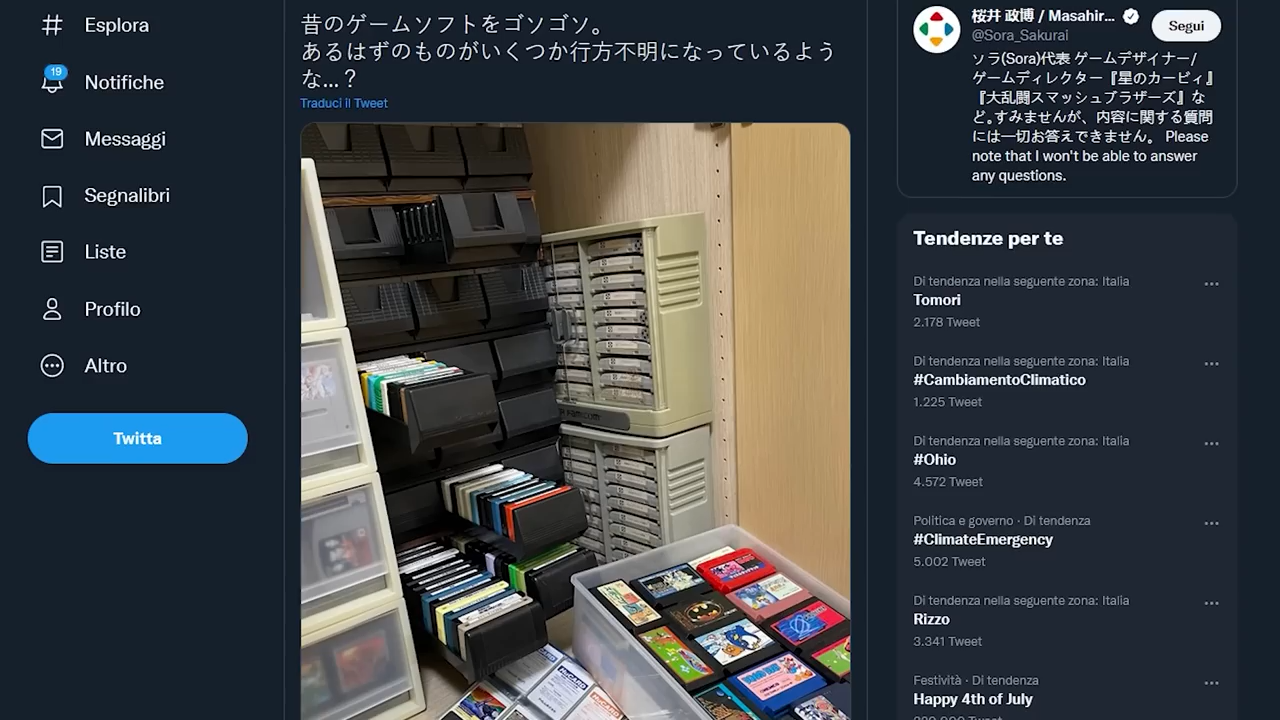 Esplora
19
Notifiche
Messaggi
Segnalibri
Liste
Profilo
Altro
Twitta
昔のゲームソフトをゴソゴソ。
あるはずのものがいくつか行方不明になっているよう
な...？
Traduci il Tweet
FAMICOM
HuCARD
桜井 政博 / Masahir...
@Sora_Sakurai
Segui
ソラ(Sora)代表 ゲームデザイナー/
ゲームディレクター『星のカービィ』
『大乱闘スマッシュブラザーズ』な
ど｡すみませんが、内容に関する質問
には一切お答えできません。 Please
note that I won't be able to answer
any questions.
Tendenze per te
Di tendenza nella seguente zona: Italia
Tomori
2.178 Tweet
Di tendenza nella seguente zona: Italia
#CambiamentoClimatico
1.225 Tweet
Di tendenza nella seguente zona: Italia
#Ohio
4.572 Tweet
Politica e governo · Di tendenza
#ClimateEmergency
5.002 Tweet
Di tendenza nella seguente zona: Italia
Rizzo
3.341 Tweet
Festività · Di tendenza
Happy 4th of July